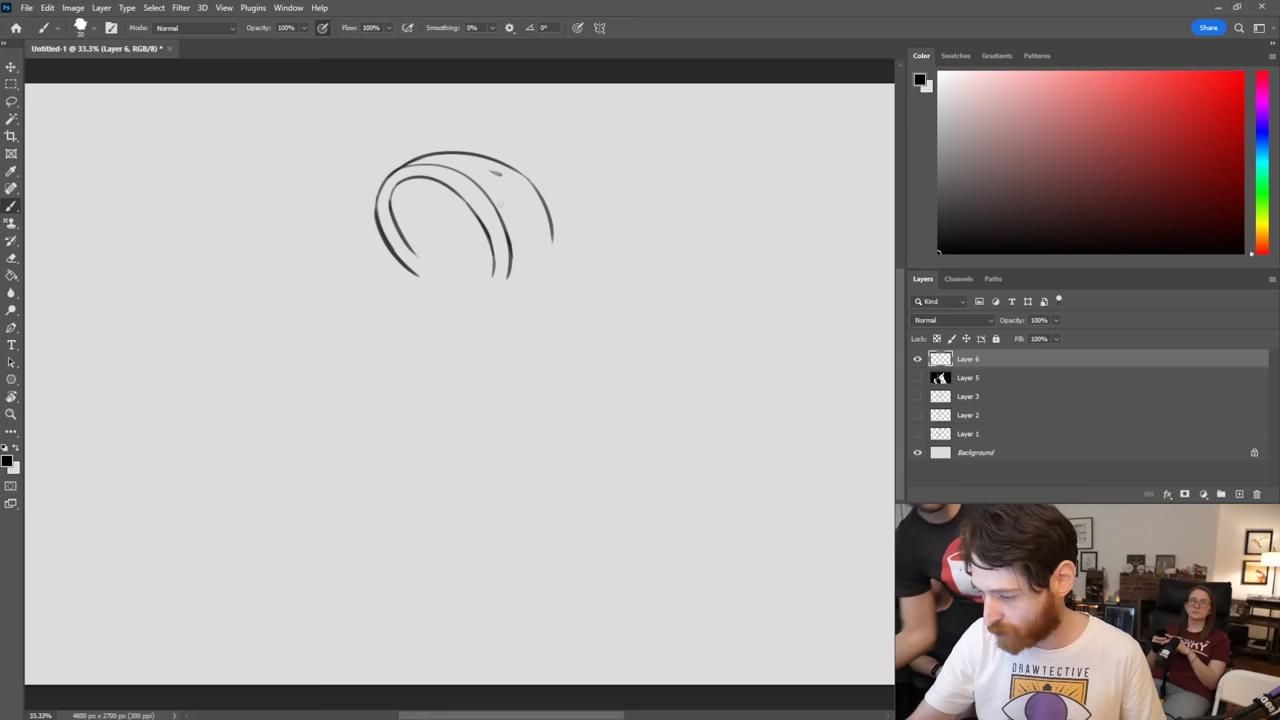 File Edit Image Layer Type Select Filter 3D View Plugins Window Help
30 Mode: Normal Opacity: 100% Flow: 100% Smoothing: 0% 0° Share
Untitled-1 @ 33.3% (Layer 6, RGB/8) *
Color Swatches Gradients Patterns
Layers Channels Paths
Kind
Normal Opacity: 100%
Lock: Fill: 100%
Layer 6
Layer 5
Layer 3
Layer 2
Layer 1
Background
DRAWTECTIVE
33.33% 4800 px x 2700 px (300 ppi)